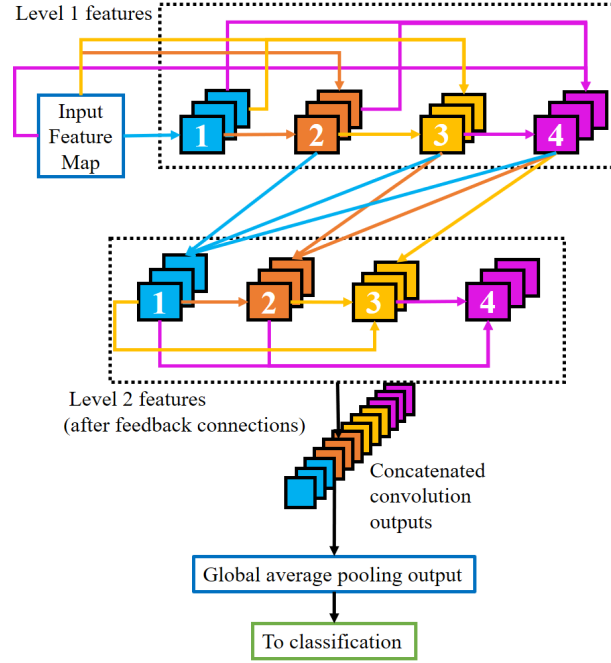 Level 1 features
Input
Feature
Map
1
2
3
4
1
2
3
4
Level 2 features
(after feedback connections)
Concatenated
convolution
outputs
Global average pooling output
To classification